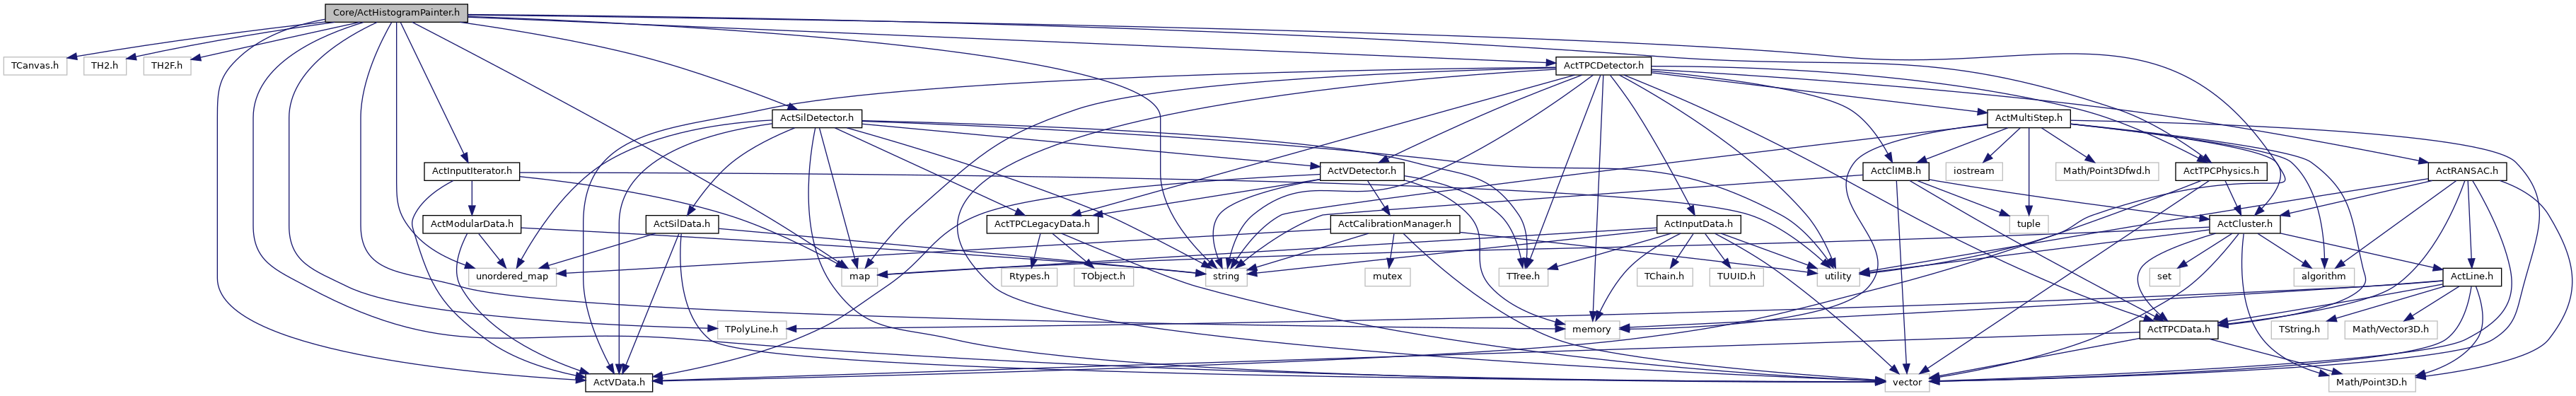 Core/ActHistogramPainter.h
TCanvas.h
TH2.h
TH2F.h
ActTPCDetector.h
ActSilDetector.h
ActMultiStep.h
ActInputIterator.h
ActVDetector.h
ActClIMB.h
iostream
Math/Point3Dfwd.h
ActTPCPhysics.h
ActRANSAC.h
ActModularData.h
ActSilData.h
ActTPCLegacyData.h
ActCalibrationManager.h
ActInputData.h
tuple
ActCluster.h
unordered_map
map
Rtypes.h
TObject.h
string
mutex
TTree.h
TChain.h
TUUID.h
utility
set
algorithm
ActLine.h
TPolyLine.h
memory
ActTPCData.h
TString.h
Math/Vector3D.h
ActVData.h
vector
Math/Point3D.h